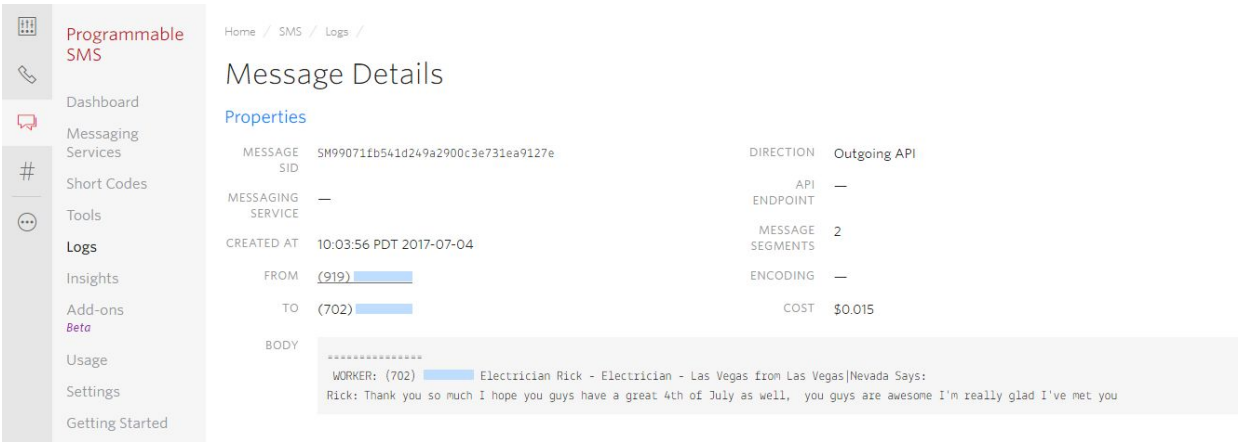 Programmable
SMS
Dashboard
Messaging
Services
Short Codes
Tools
Logs
Insights
Add-ons
Beta
Usage
Settings
Getting Started
Home / SMS / Logs /
Message Details
Properties
MESSAGE SID SM99071fb541d249a2900c3e731ea9127e
MESSAGING SERVICE —
CREATED AT 10:03:56 PDT 2017-07-04
FROM (919)
TO (702)
DIRECTION Outgoing API
API ENDPOINT —
MESSAGE SEGMENTS 2
ENCODING —
COST $0.015
BODY
===============
WORKER: (702) Electrician Rick - Electrician - Las Vegas from Las Vegas|Nevada Says:
Rick: Thank you so much I hope you guys have a great 4th of July as well, you guys are awesome I'm really glad I've met you